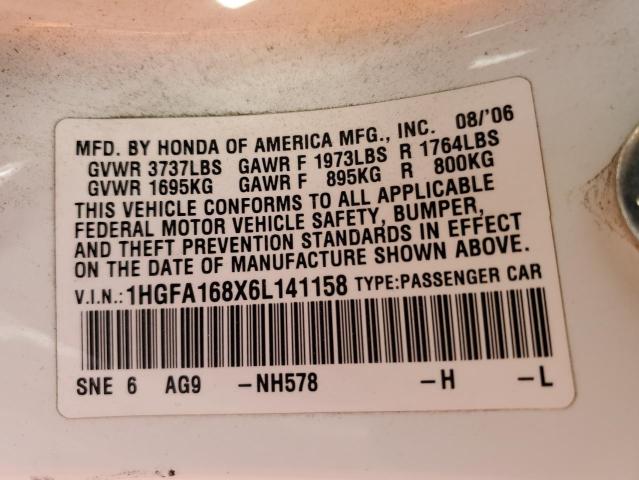 MFD. BY HONDA OF AMERICA MFG., INC. 08/'06
GVWR 3737LBS GAWR F 1973LBS R 1764LBS
GVWR 1695KG GAWR F 895KG R 800KG
THIS VEHICLE CONFORMS TO ALL APPLICABLE
FEDERAL MOTOR VEHICLE SAFETY, BUMPER,
AND THEFT PREVENTION STANDARDS IN EFFECT
ON THE DATE OF MANUFACTURE SHOWN ABOVE.
V.I.N.: 1HGFA168X6L141158 TYPE:PASSENGER CAR
SNE 6 AG9 -NH578 -H -L